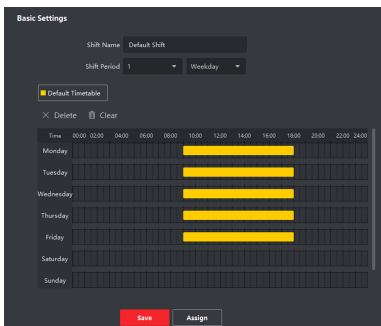 Basic Settings
Shift Name Default Shift
Shift Period 1 Weekday
Default Timetable
Delete Clear
Time 00:00 02:00 04:00 06:00 08:00 10:00 12:00 14:00 16:00 18:00 20:00 22:00 24:00
Monday
Tuesday
Wednesday
Thursday
Friday
Saturday
Sunday
Save Assign